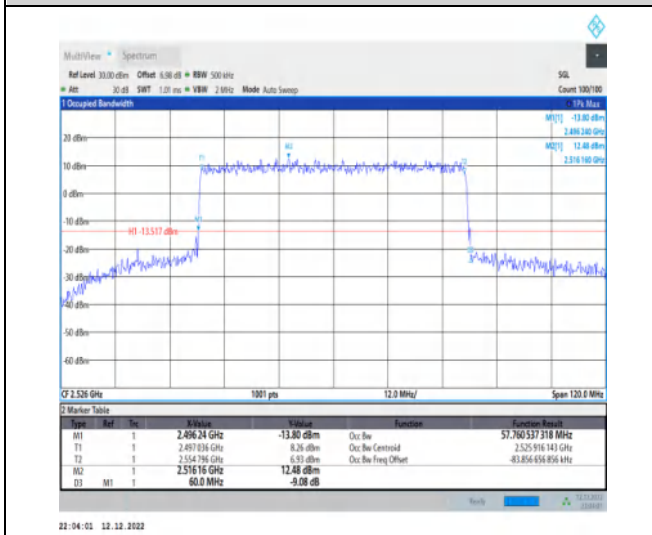 MultiView Spectrum
Ref Level 30.00 dBm Offset 6.98 dB RBW 500 kHz SGL
Att 30 dB SWT 1.01 ms VBW 2 MHz Mode Auto Sweep Count 100/100
1 Occupied Bandwidth 1Pk Max
M1[1] -13.80 dBm
2.496 240 GHz
M2[1] 12.48 dBm
2.516 160 GHz
20 dBm
M2
T1
10 dBm
0 dBm
-10 dBm
H1 -13.517 dBm
-20 dBm
-30 dBm
-40 dBm
-50 dBm
-60 dBm
CF 2.526 GHz 1001 pts 12.0 MHz/ Span 120.0 MHz
2 Marker Table
Type Ref Trc X-Value Y-Value Function Function Result
M1 1 2.496 24 GHz -13.80 dBm Occ Bw 57.760 537 318 MHz
T1 1 2.497 036 GHz 8.26 dBm Occ Bw Centroid 2.525 916 143 GHz
T2 1 2.554 796 GHz 6.93 dBm Occ Bw Freq Offset -83.856 656 856 kHz
M2 1 2.516 16 GHz 12.48 dBm
D3 M1 1 60.0 MHz -9.08 dB
Ready
22:04:01 12.12.2022